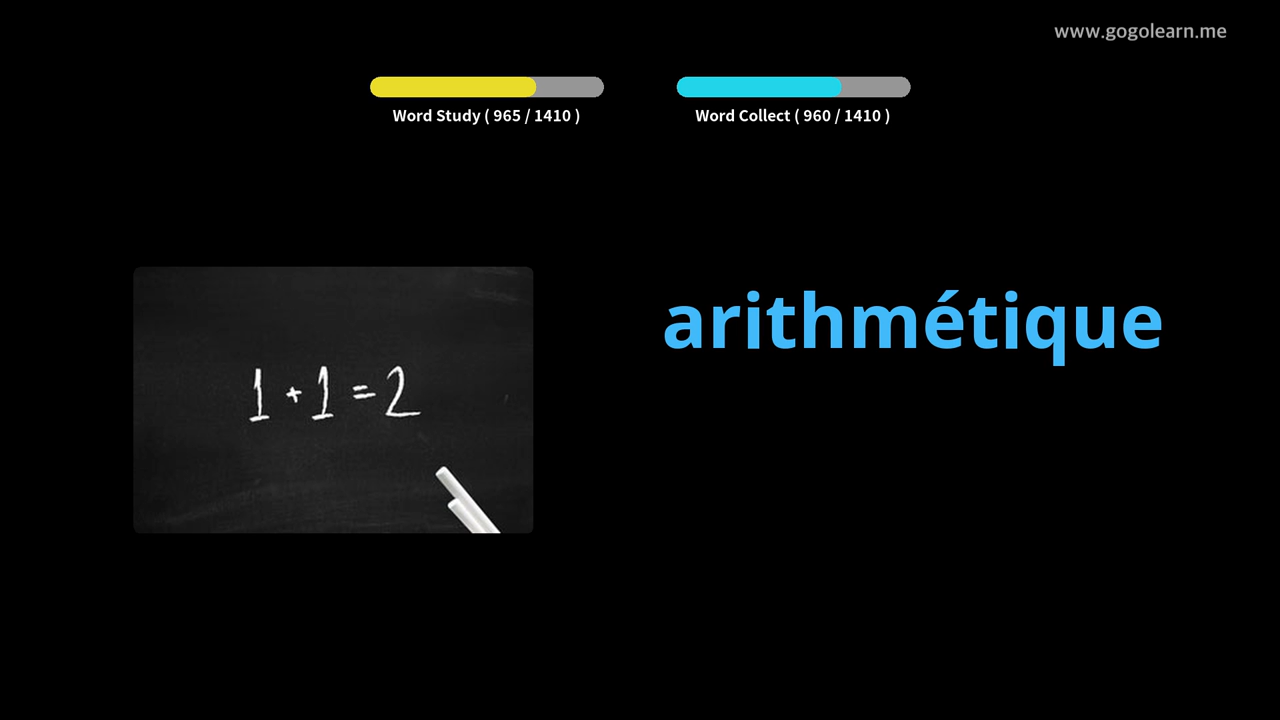 www.gogolearn.me
Word Study ( 965 / 1410 )
Word Collect ( 960 / 1410 )
arithmétique
1 + 1 = 2